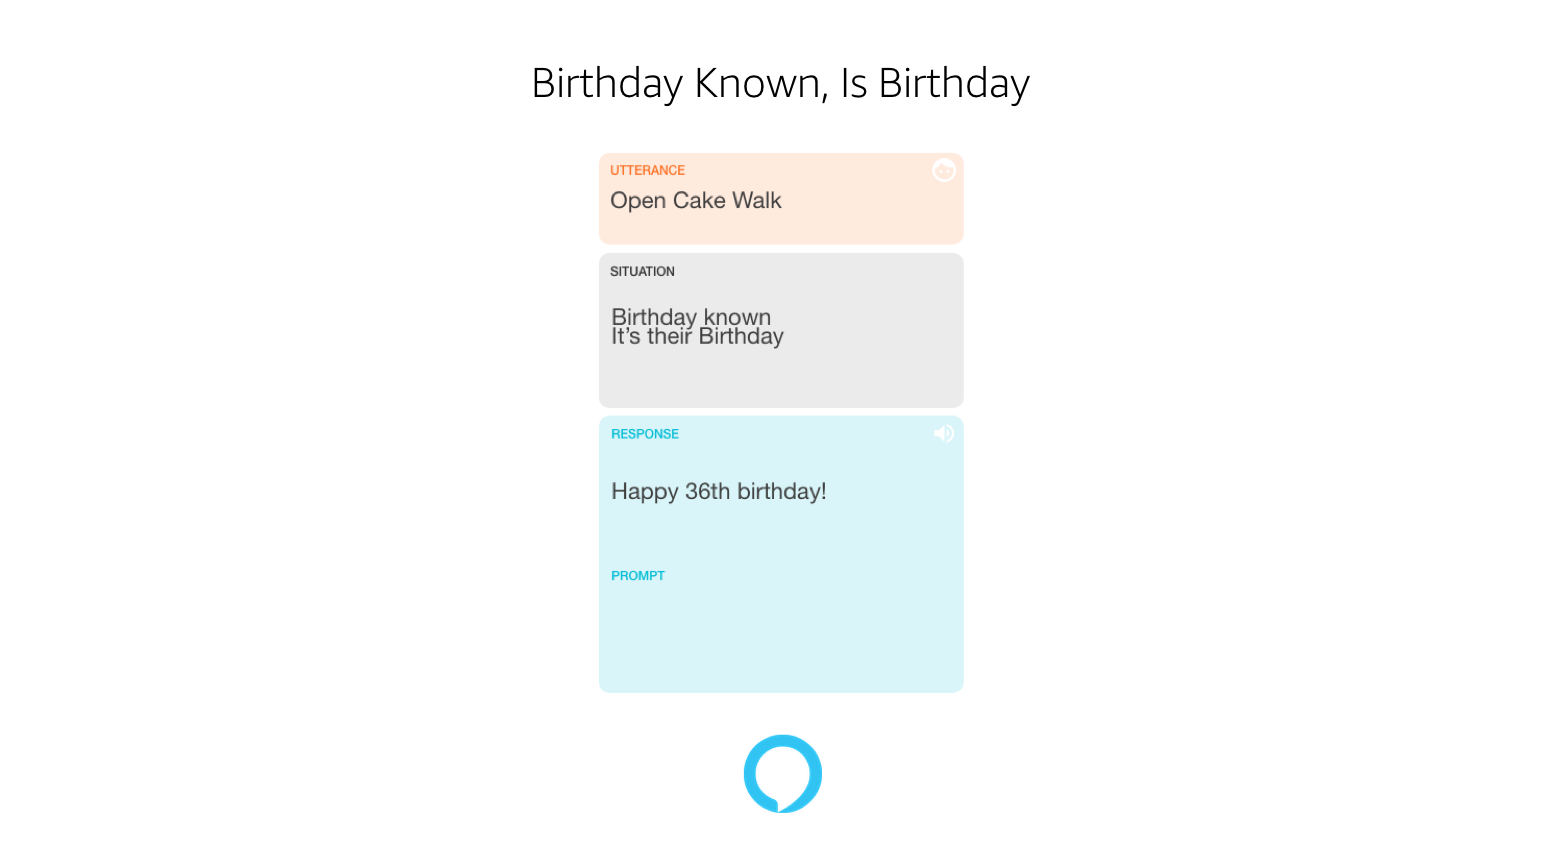 Birthday Known, Is Birthday
UTTERANCE
Open Cake Walk
SITUATION
Birthday known
It’s their Birthday
RESPONSE
Happy 36th birthday!
PROMPT